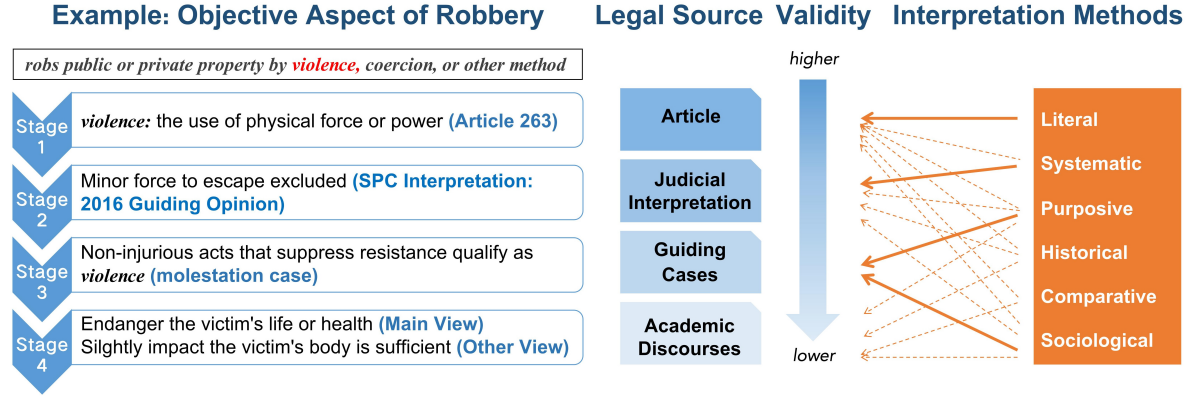 Example: Objective Aspect of Robbery
robs public or private property by violence, coercion, or other method
Stage
1
violence: the use of physical force or power (Article 263)
Stage
2
Minor force to escape excluded (SPC Interpretation:
2016 Guiding Opinion)
Stage
3
Non-injurious acts that suppress resistance qualify as
violence (molestation case)
Stage
4
Endanger the victim's life or health (Main View)
Silghtly impact the victim's body is sufficient (Other View)
Legal Source
Article
Judicial
Interpretation
Guiding
Cases
Academic
Discourses
Validity
higher
lower
Interpretation Methods
Literal
Systematic
Purposive
Historical
Comparative
Sociological